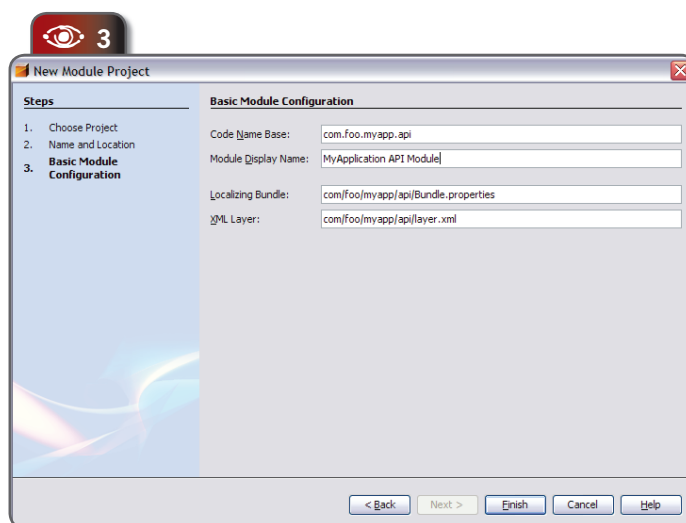 3
New Module Project
Steps
1. Choose Project
2. Name and Location
3. Basic Module
Configuration
Basic Module Configuration
Code Name Base: com.foo.myapp.api
Module Display Name: MyApplication API Module
Localizing Bundle: com/foo/myapp/api/Bundle.properties
XML Layer: com/foo/myapp/api/layer.xml
< Back Next > Finish Cancel Help